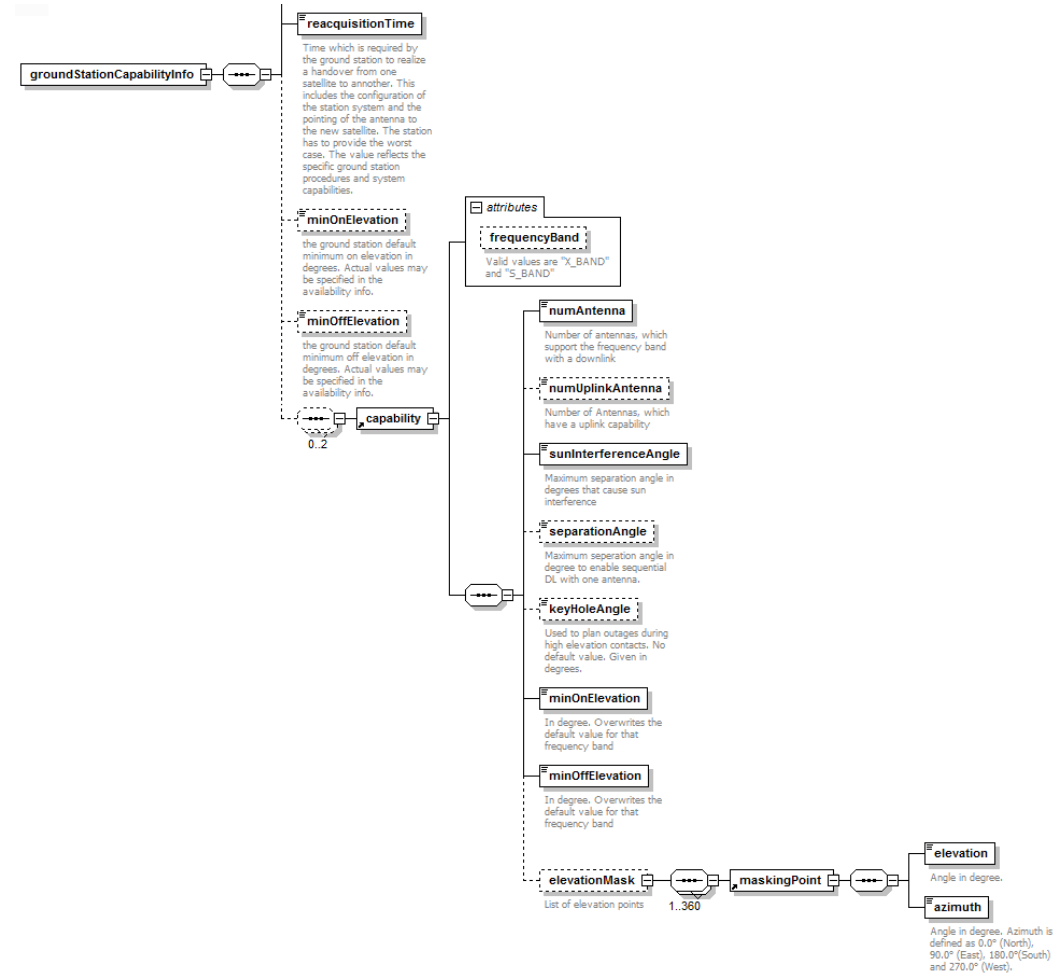 reacquisitionTime
Time which is required by
the ground station to realize
a handover from one
satellite to annother. This
includes the configuration of
the station system and the
pointing of the antenna to
the new satellite. The station
has to provide the worst
case. The value reflects the
specific ground station
procedures and system
capabilities.
groundStationCapabilityInfo
minOnElevation
the ground station default
minimum on elevation in
degrees. Actual values may
be specified in the
availability info.
minOffElevation
the ground station default
minimum off elevation in
degrees. Actual values may
be specified in the
availability info.
0..2
capability
attributes
frequencyBand
Valid values are "X_BAND"
and "S_BAND"
numAntenna
Number of antennas, which
support the frequency band
with a downlink
numUplinkAntenna
Number of Antennas, which
have a uplink capability
sunInterferenceAngle
Maximum separation angle in
degrees that cause sun
interference
separationAngle
Maximum seperation angle in
degree to enable sequential
DL with one antenna.
keyHoleAngle
Used to plan outages during
high elevation contacts. No
default value. Given in
degrees.
minOnElevation
In degree. Overwrites the
default value for that
frequency band
minOffElevation
In degree. Overwrites the
default value for that
frequency band
elevationMask
List of elevation points
1..360
maskingPoint
elevation
Angle in degree.
azimuth
Angle in degree. Azimuth is
defined as 0.0° (North),
90.0° (East), 180.0°(South)
and 270.0° (West).